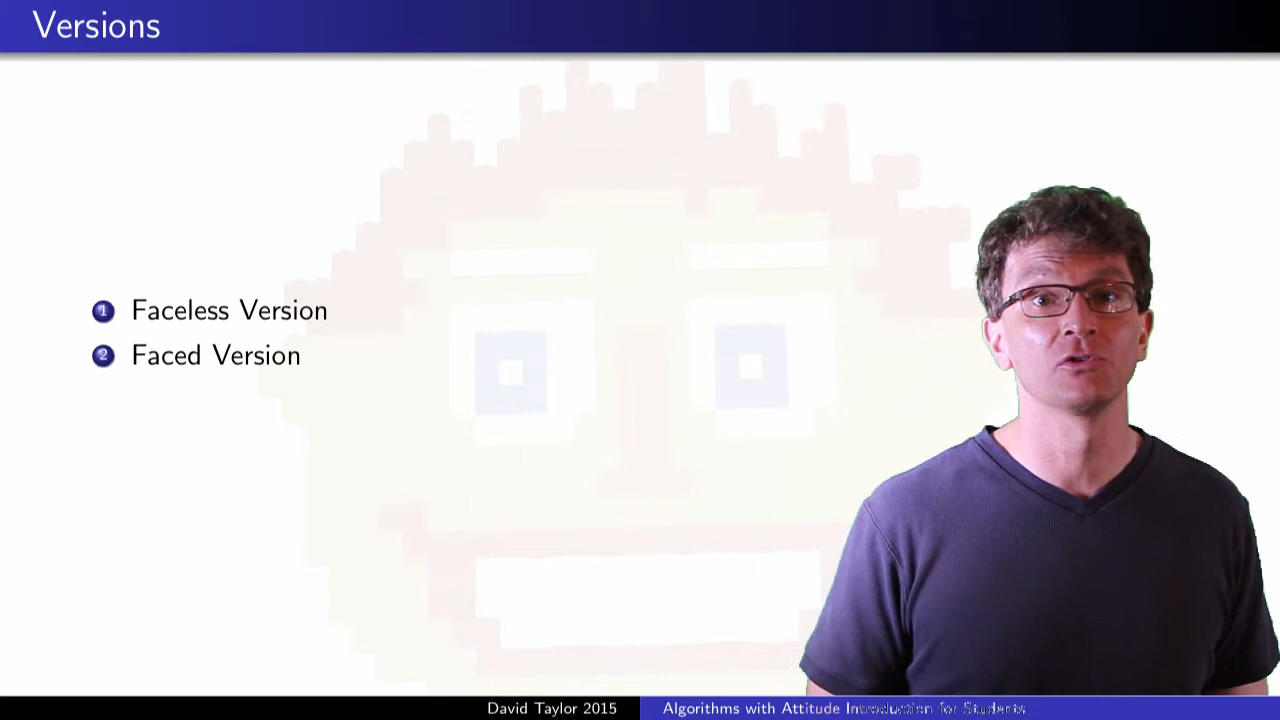 Versions
1 Faceless Version
2 Faced Version
David Taylor 2015 Algorithms with Attitude Introduction for Students